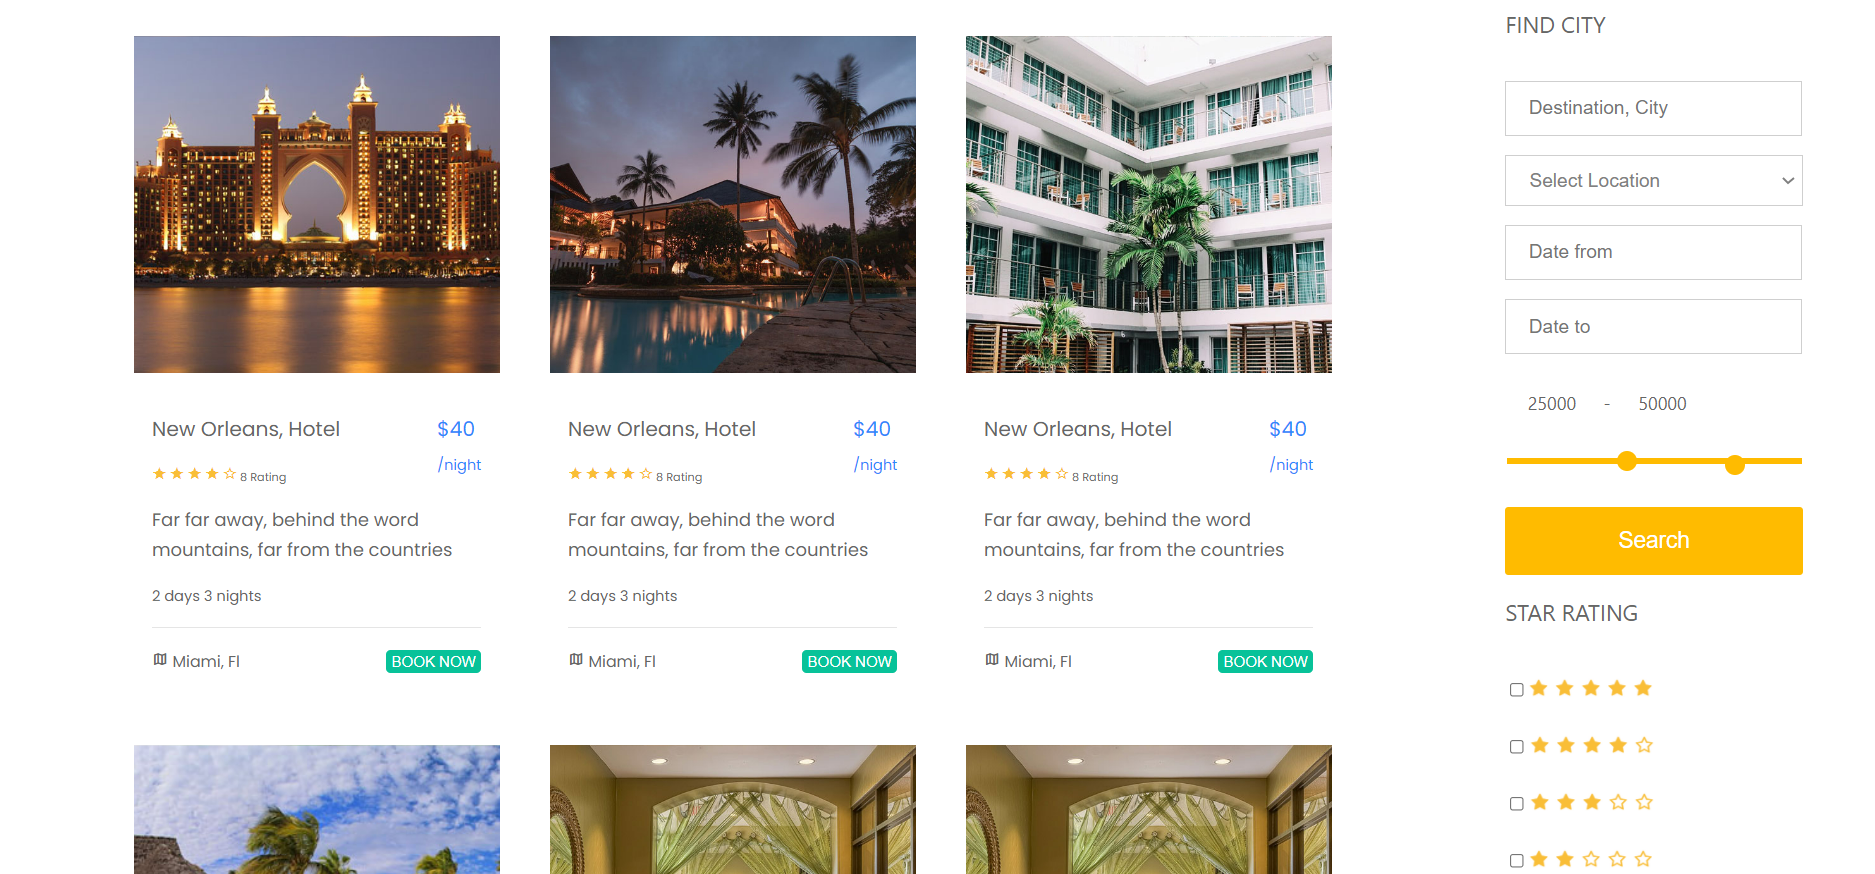 New Orleans, Hotel
$40
/night
8 Rating
Far far away, behind the word
mountains, far from the countries
2 days 3 nights
Miami, Fl
BOOK NOW
New Orleans, Hotel
$40
/night
8 Rating
Far far away, behind the word
mountains, far from the countries
2 days 3 nights
Miami, Fl
BOOK NOW
New Orleans, Hotel
$40
/night
8 Rating
Far far away, behind the word
mountains, far from the countries
2 days 3 nights
Miami, Fl
BOOK NOW
FIND CITY
Destination, City
Select Location
Date from
Date to
25000 - 50000
Search
STAR RATING